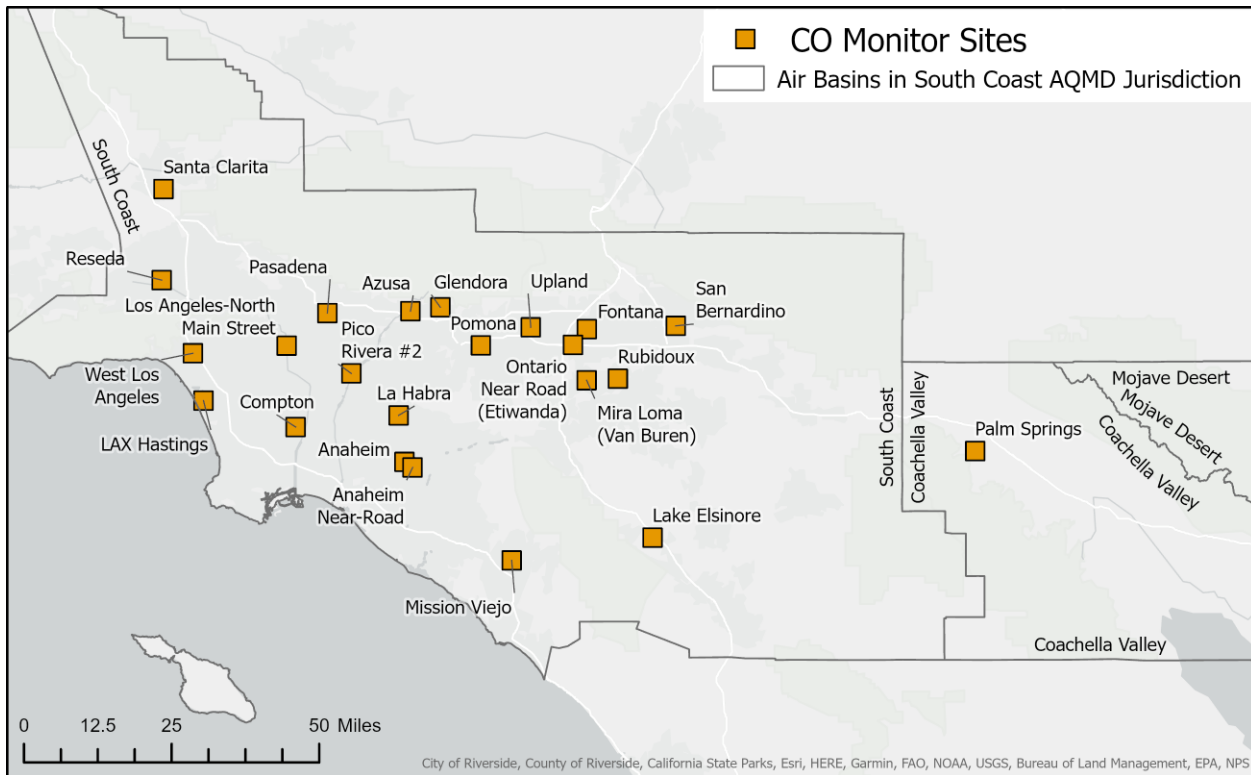 CO Monitor Sites
Air Basins in South Coast AQMD Jurisdiction
South Coast
Santa Clarita
Reseda
Pasadena
Azusa
Glendora
Upland
San
Bernardino
Los Angeles-North
Main Street
Pico
Rivera #2
Pomona
Fontana
Rubidoux
West Los
Angeles
Compton
La Habra
Ontario
Near Road
(Etiwanda)
Mira Loma
(Van Buren)
LAX Hastings
Anaheim
Anaheim
Near-Road
Lake Elsinore
Mission Viejo
South Coast
Coachella Valley
Palm Springs
Mojave Desert
Mojave Desert
Coachella Valley
Coachella Valley
0 12.5 25 50 Miles
City of Riverside, County of Riverside, California State Parks, Esri, HERE, Garmin, FAO, NOAA, USGS, Bureau of Land Management, EPA, NPS